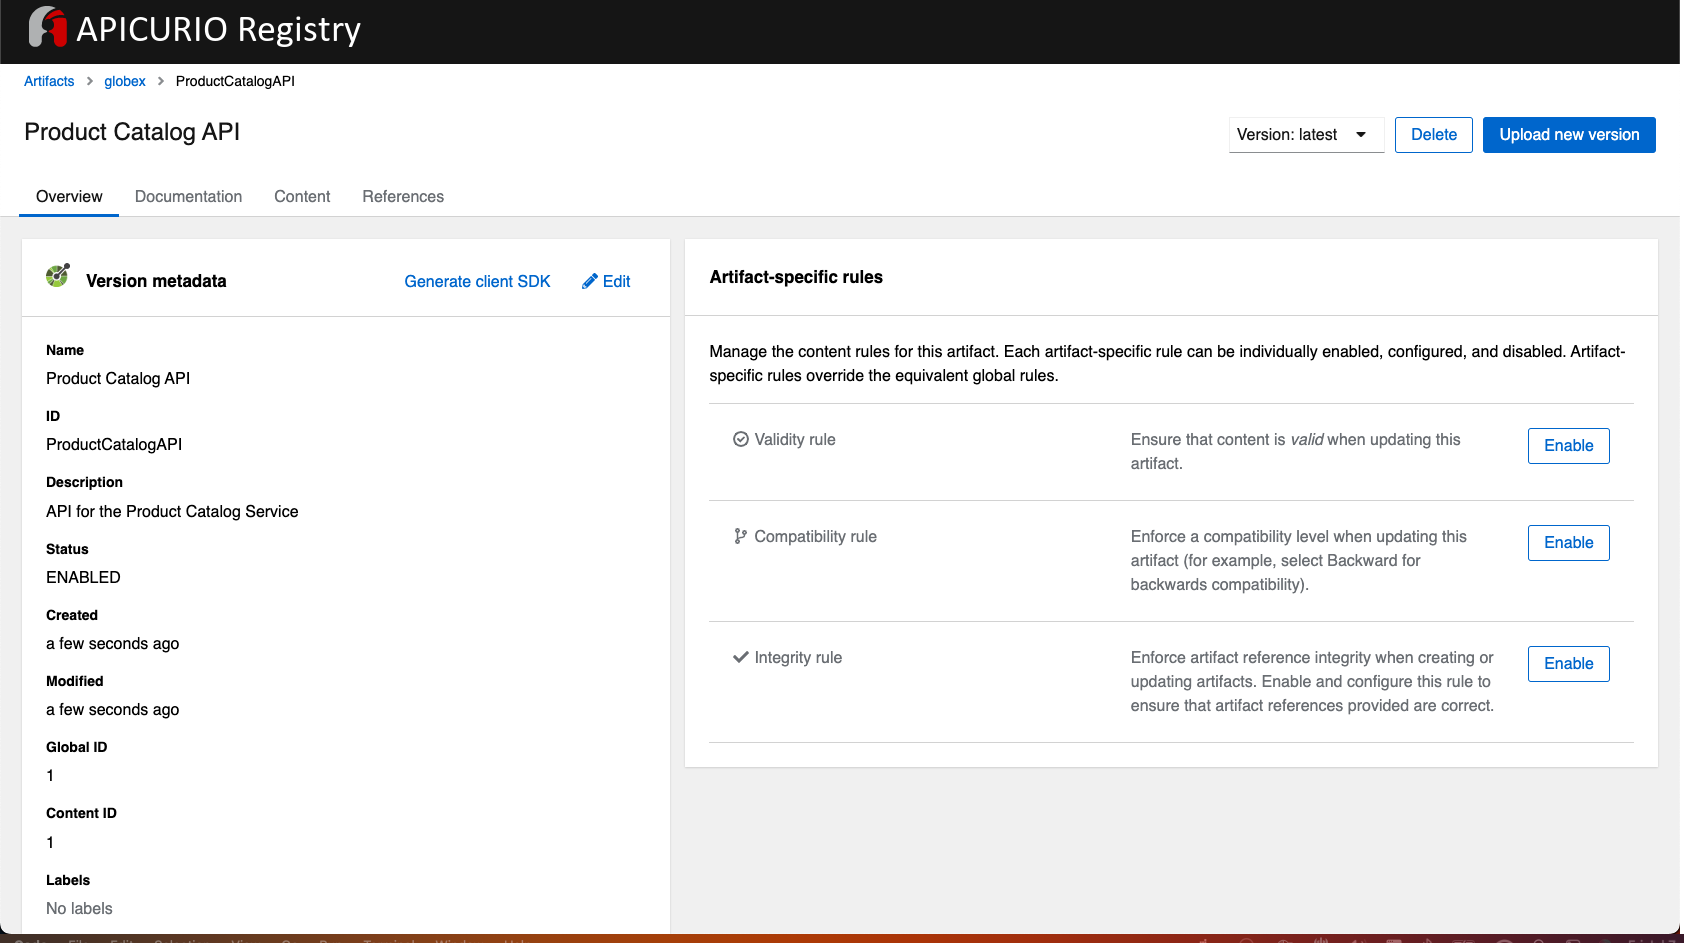 APICURIO Registry
Artifacts > globex > ProductCatalogAPI
Product Catalog API
Version: latest
Delete
Upload new version
Overview
Documentation
Content
References
Version metadata
Generate client SDK
Edit
Name
Product Catalog API
ID
ProductCatalogAPI
Description
API for the Product Catalog Service
Status
ENABLED
Created
a few seconds ago
Modified
a few seconds ago
Global ID
1
Content ID
1
Labels
No labels
Artifact-specific rules
Manage the content rules for this artifact. Each artifact-specific rule can be individually enabled, configured, and disabled. Artifact-
specific rules override the equivalent global rules.
Validity rule
Ensure that content is valid when updating this
artifact.
Enable
Compatibility rule
Enforce a compatibility level when updating this
artifact (for example, select Backward for
backwards compatibility).
Enable
Integrity rule
Enforce artifact reference integrity when creating or
updating artifacts. Enable and configure this rule to
ensure that artifact references provided are correct.
Enable